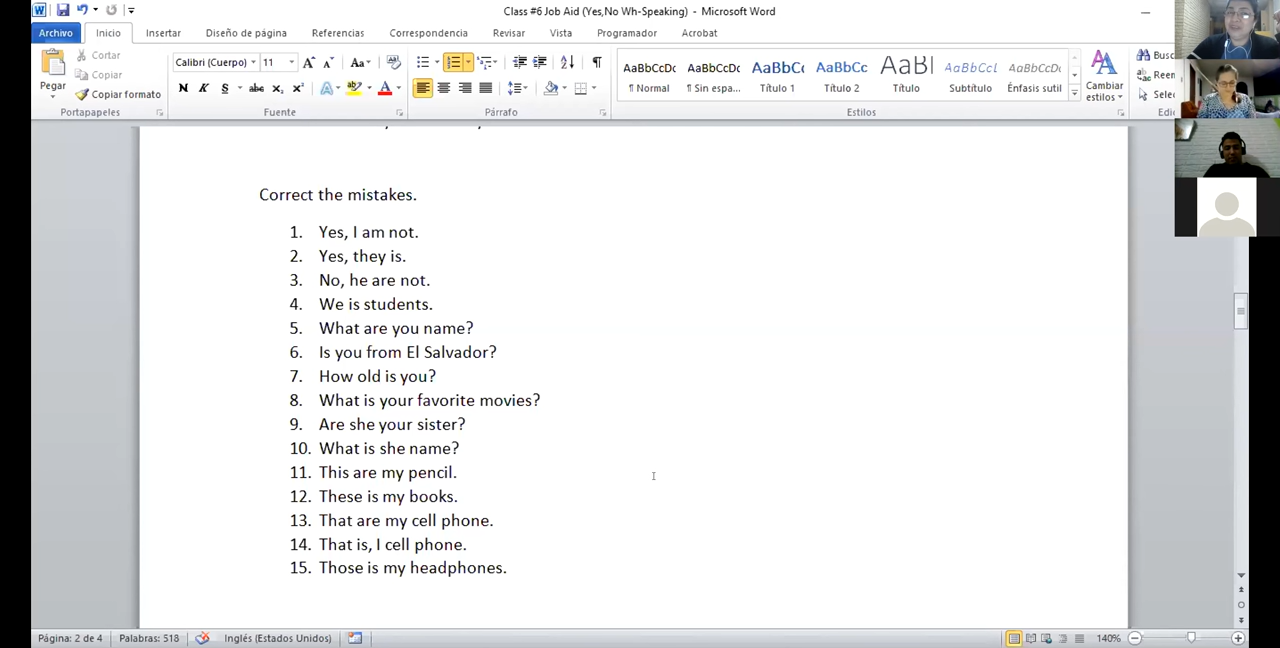 Class #6 Job Aid (Yes,No Wh-Speaking) - Microsoft Word
Archivo Inicio Insertar Diseño de página Referencias Correspondencia Revisar Vista Programador Acrobat
Pegar
Cortar
Copiar
Copiar formato
Portapapeles
Calibri (Cuerpo) 11
N K S abc x₂ x²
Fuente
Párrafo
AaBbCcDc AaBbCcDc AaBbCc AaBbCc AaBl AaBbCcL AaBbCcDc
¶ Normal ¶ Sin espa... Título 1 Título 2 Título Subtítulo Énfasis sutil
Cambiar
estilos
Estilos
Busc
Reem
Selec
Edic
Correct the mistakes.
1. Yes, I am not.
2. Yes, they is.
3. No, he are not.
4. We is students.
5. What are you name?
6. Is you from El Salvador?
7. How old is you?
8. What is your favorite movies?
9. Are she your sister?
10. What is she name?
11. This are my pencil.
12. These is my books.
13. That are my cell phone.
14. That is, I cell phone.
15. Those is my headphones.
Página: 2 de 4 Palabras: 518 Inglés (Estados Unidos) 140%